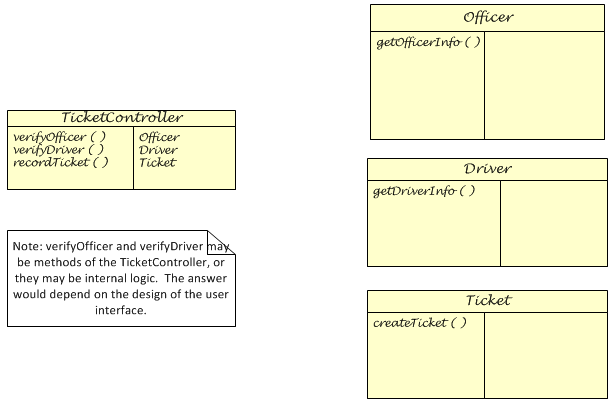 Officer
getOfficerInfo ( )
TicketController
verifyOfficer ( ) Officer
verifyDriver ( ) Driver
recordTicket ( ) Ticket
Driver
getDriverInfo ( )
Note: verifyOfficer and verifyDriver may
be methods of the TicketController, or
they may be internal logic. The answer
would depend on the design of the user
interface.
Ticket
createTicket ( )